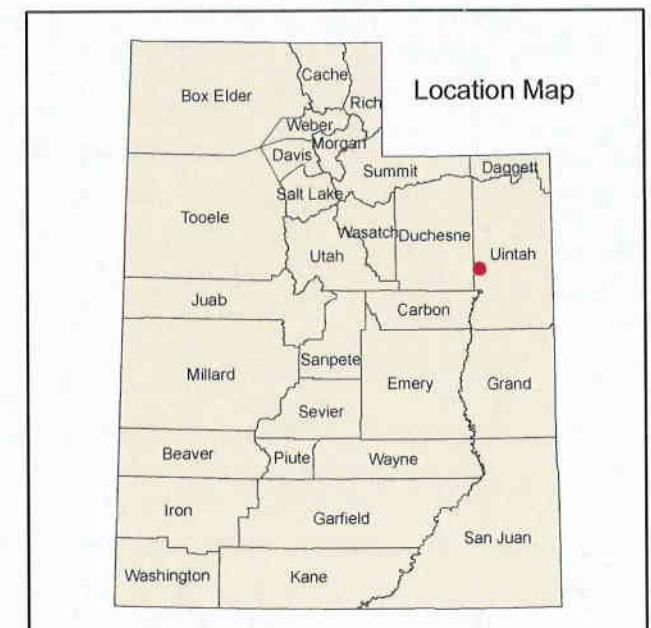 Location Map
Cache
Box Elder
Rich
Weber
Morgan
Davis
Summit
Daggett
Salt Lake
Tooele
Wasatch
Duchesne
Utah
Uintah
Juab
Carbon
Millard
Sanpete
Emery
Grand
Sevier
Beaver
Piute
Wayne
Iron
Garfield
San Juan
Washington
Kane